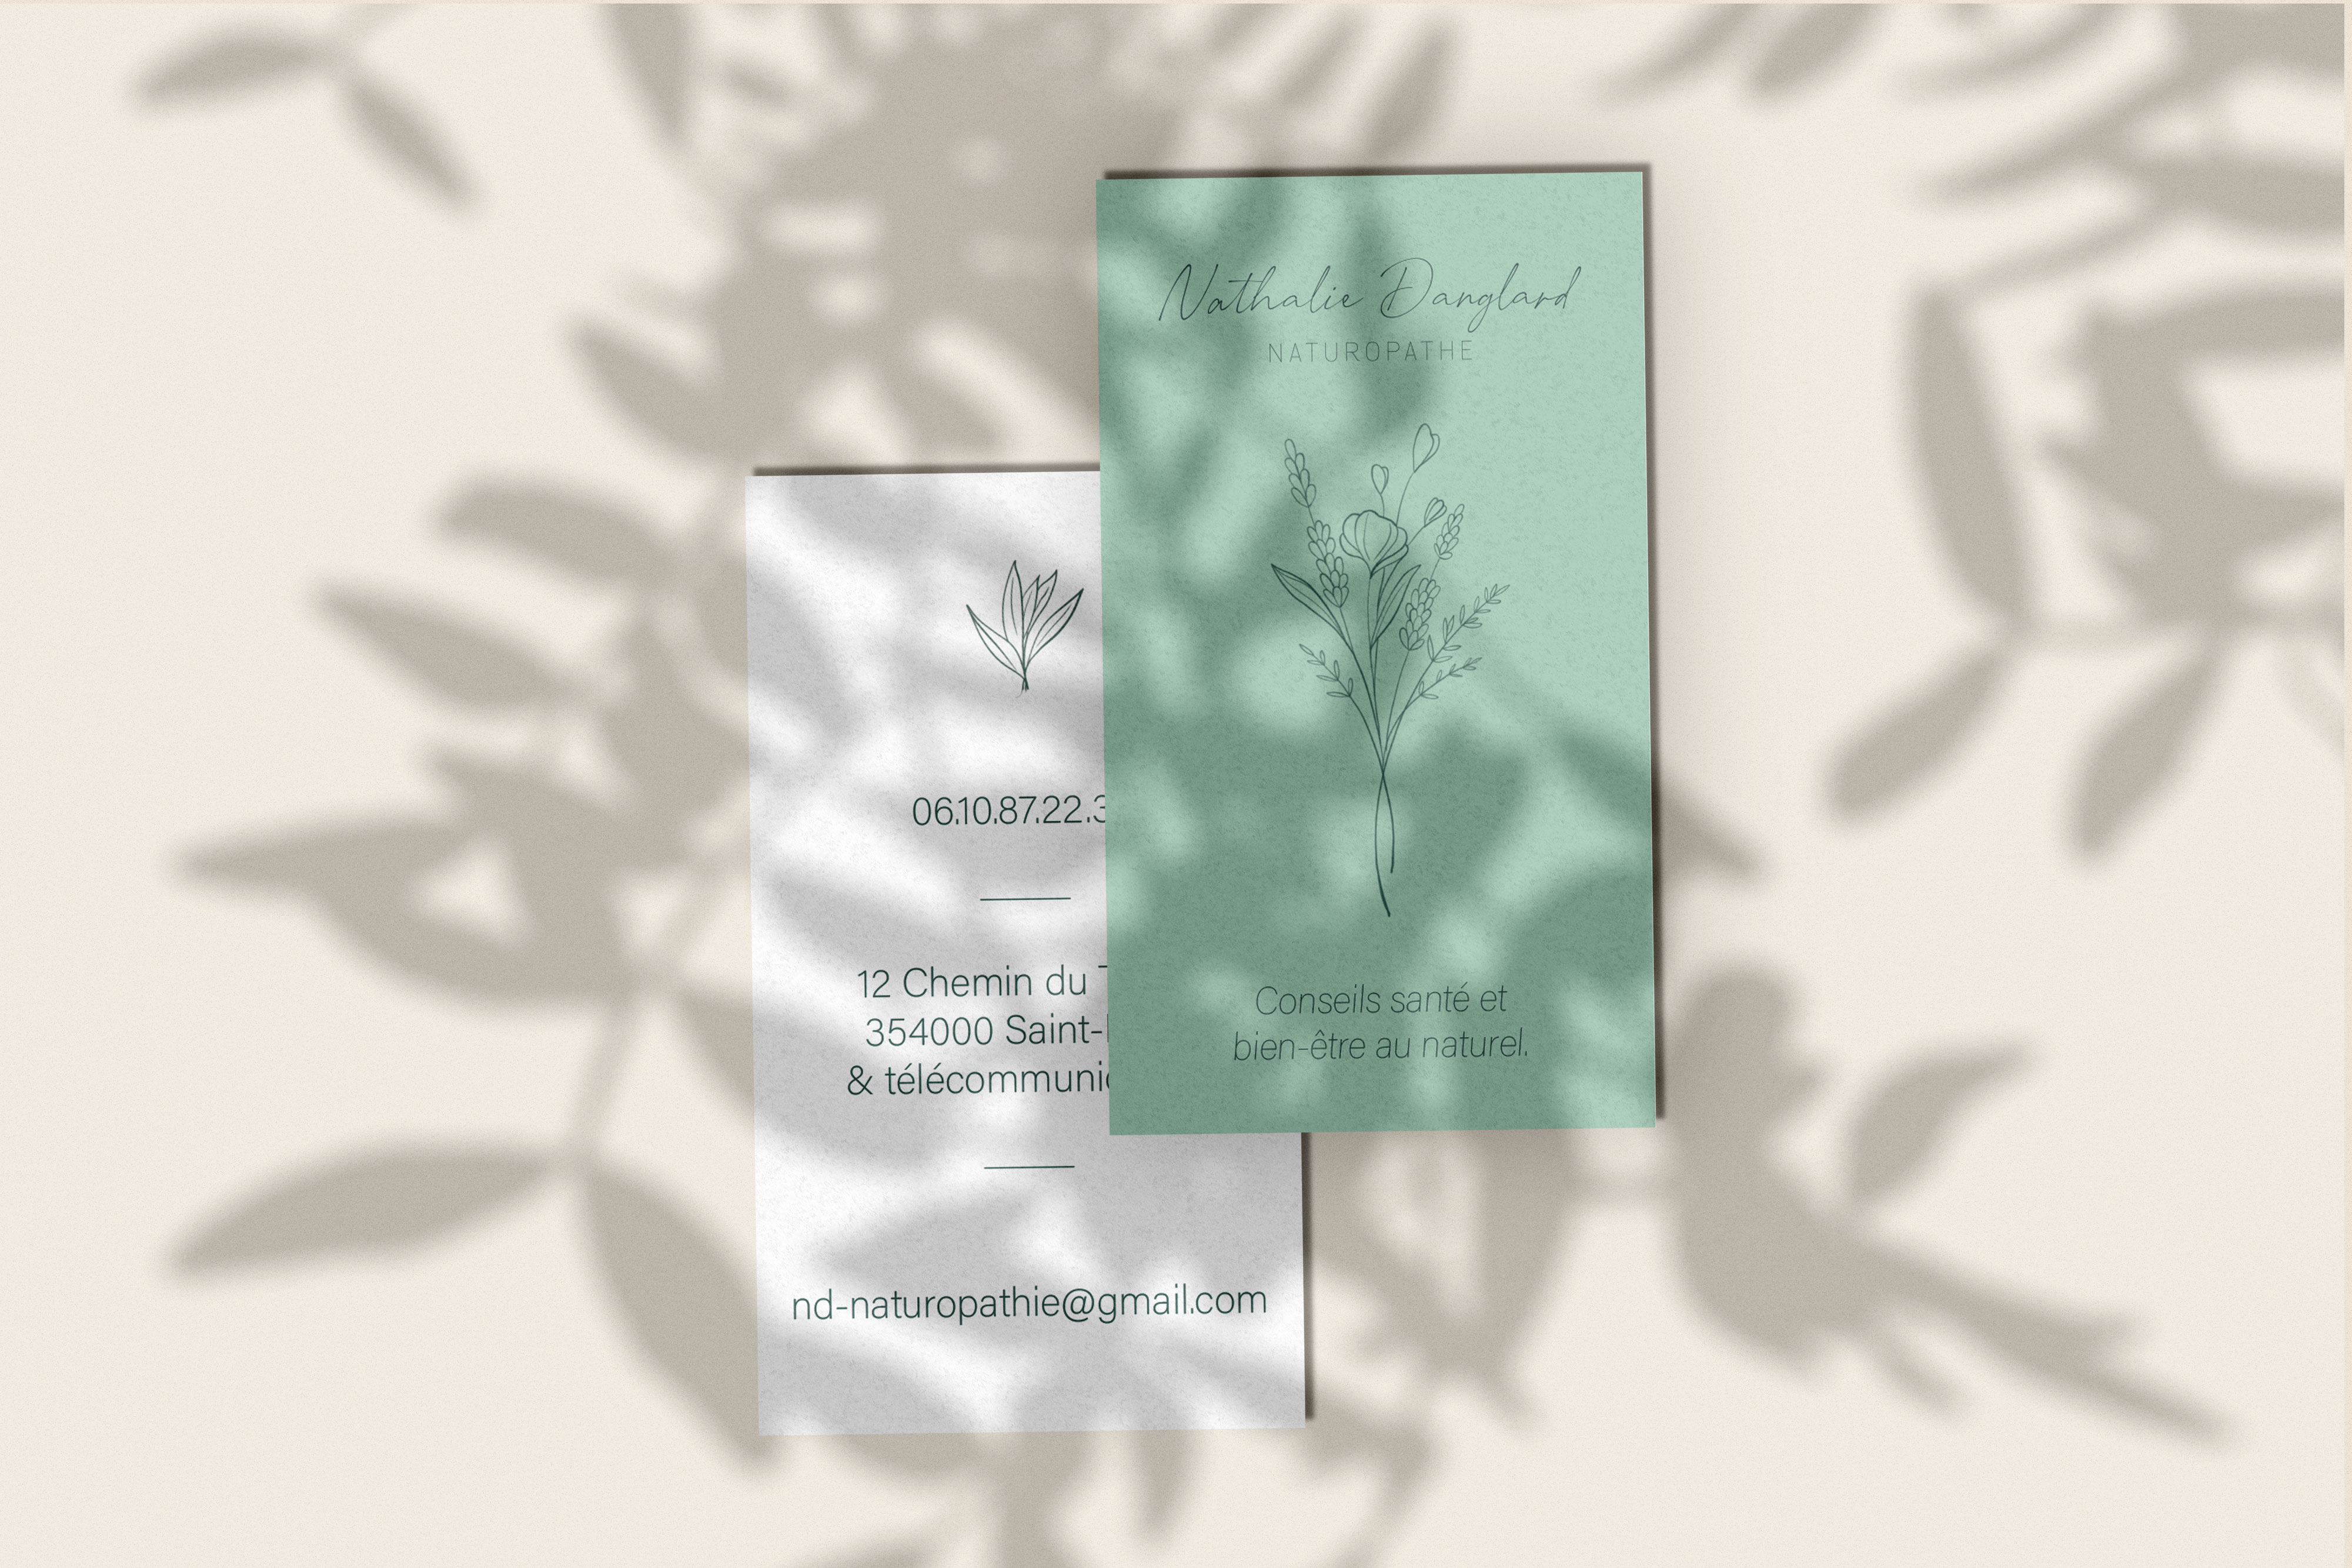 Nathalie Danglard
NATUROPATHE
Conseils santé et
bien-être au naturel.
06.10.87.22.3
12 Chemin du
354000 Saint-
& télécommunic
nd-naturopathie@gmail.com